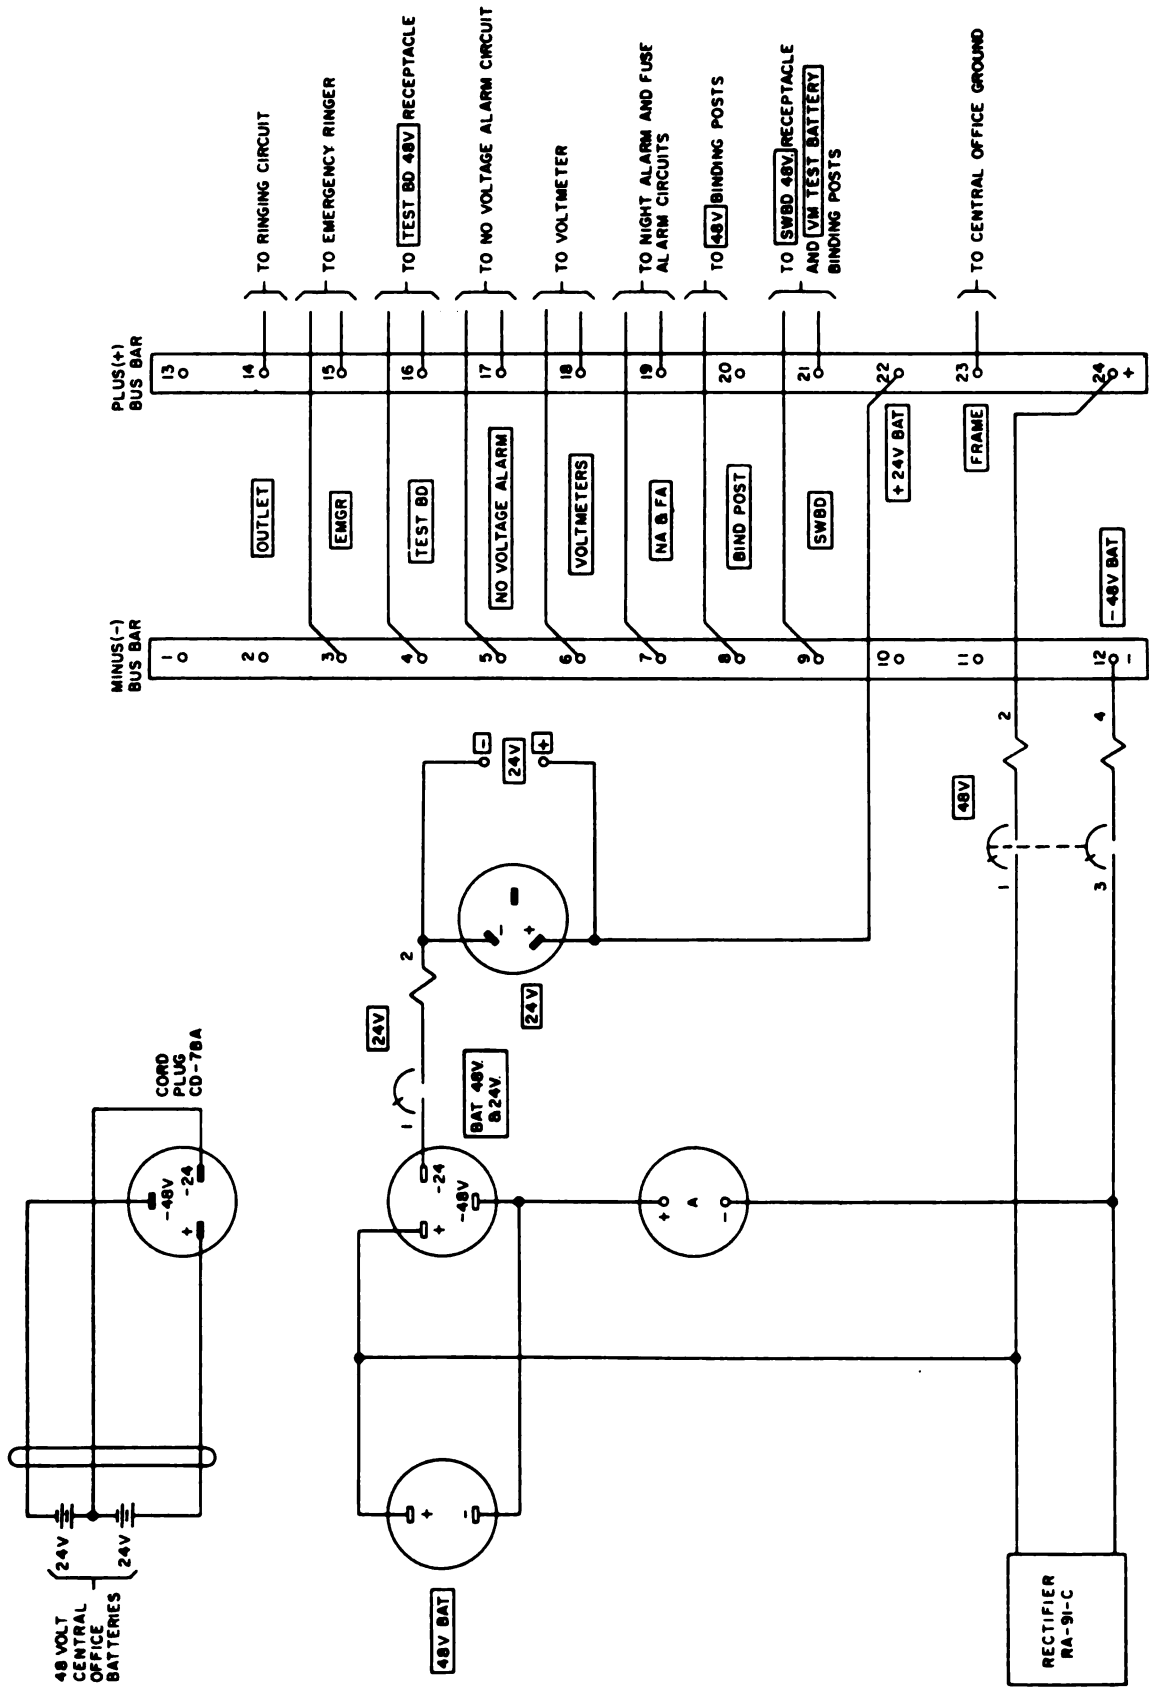 48 VOLT
CENTRAL
OFFICE
BATTERIES
24V
24V
CORD
PLUG
CD-78A
-48V
-24
+
48V BAT
+
-
BAT 48V.
& 24V.
+
-24
-48V
1
24V
2
24V
-
+
-
24V
+
+
A
-
RECTIFIER
RA-91-C
48V
1
2
3
4
MINUS(-)
BUS BAR
1
2
3
4
5
6
7
8
9
10
11
12
-
OUTLET
EMGR
TEST BD
NO VOLTAGE ALARM
VOLTMETERS
NA & FA
BIND POST
SWBD
+24V BAT
FRAME
-48V BAT
PLUS(+)
BUS BAR
13
14
15
16
17
18
19
20
21
22
23
24
+
TO RINGING CIRCUIT
TO EMERGENCY RINGER
TO TEST BD 48V RECEPTACLE
TO NO VOLTAGE ALARM CIRCUIT
TO VOLTMETER
TO NIGHT ALARM AND FUSE
ALARM CIRCUITS
TO 48V BINDING POSTS
TO SWBD 48V. RECEPTACLE
AND VM TEST BATTERY
BINDING POSTS
TO CENTRAL OFFICE GROUND